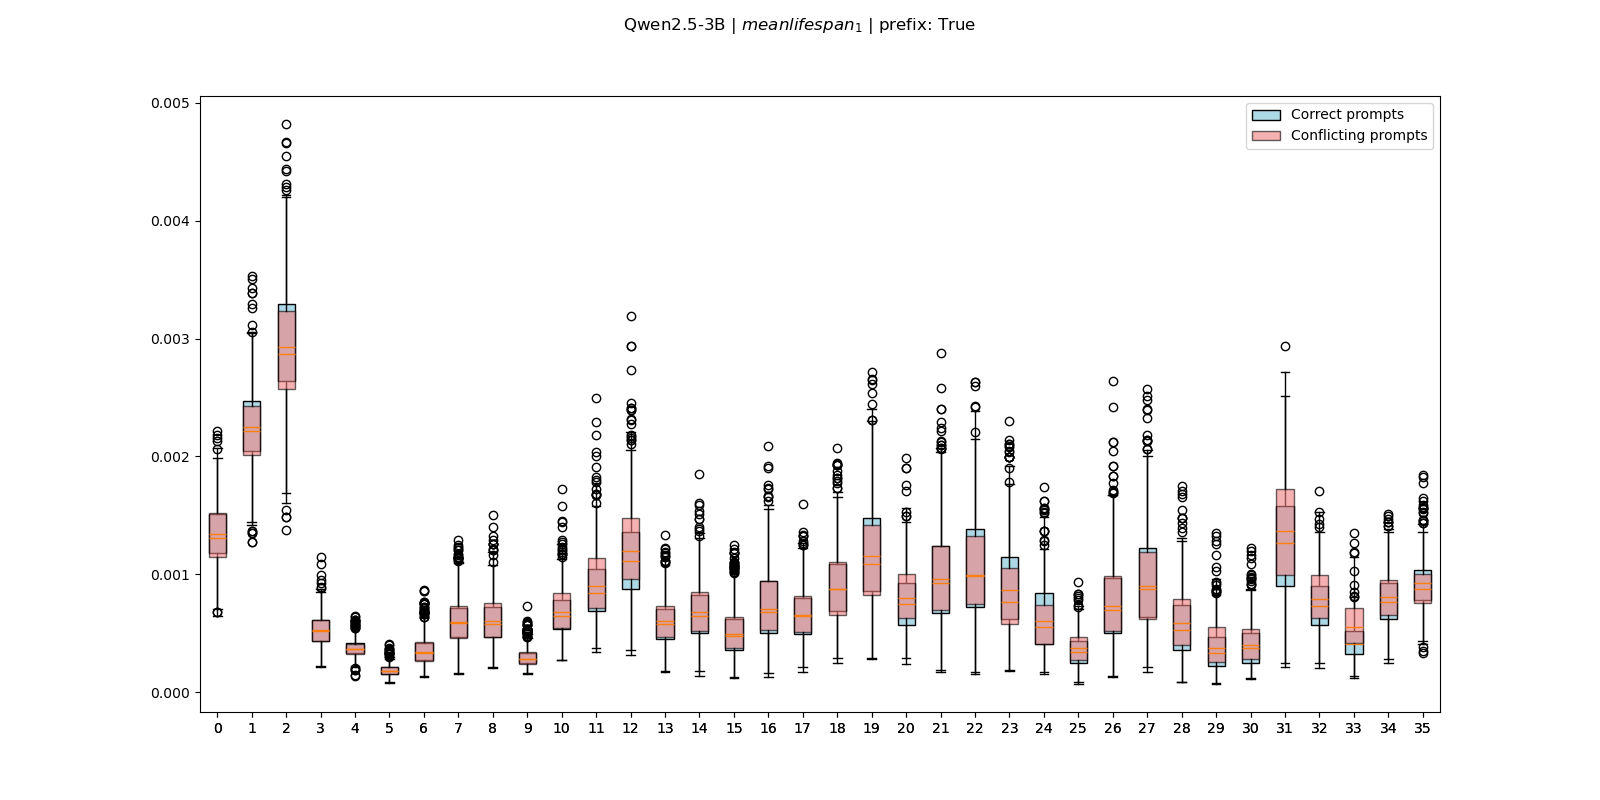 Qwen2.5-3B | meanlifespan₁ | prefix: True
Correct prompts
Conflicting prompts
0.005
0.004
0.003
0.002
0.001
0.000
0 1 2 3 4 5 6 7 8 9 10 11 12 13 14 15 16 17 18 19 20 21 22 23 24 25 26 27 28 29 30 31 32 33 34 35